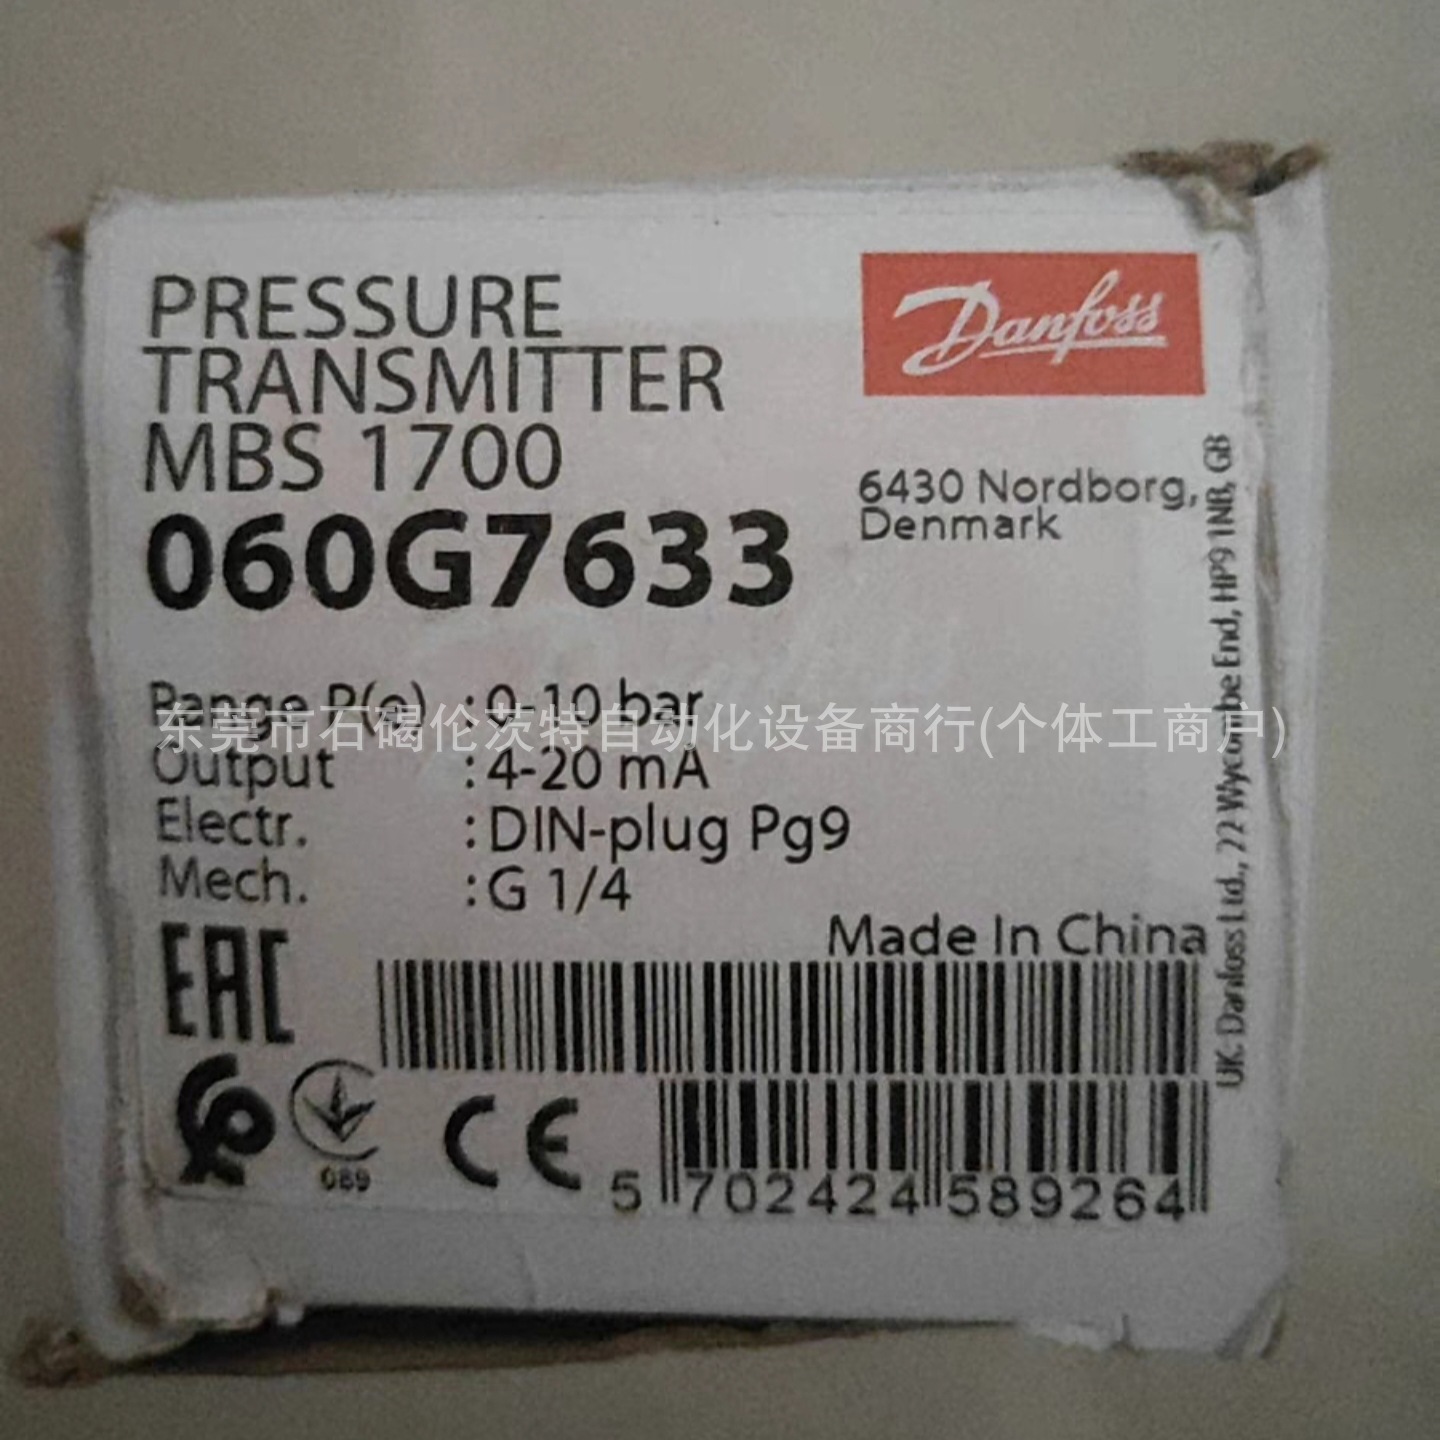 PRESSURE
TRANSMITTER
MBS 1700
060G7633
Danfoss
6430 Nordborg,
Denmark
Range P(e) : 0-10 bar
东莞市石碣伦茨特自动化设备商行(个体工商户)
Output : 4-20 mA
Electr. : DIN-plug Pg9
Mech. : G 1/4
Made In China
EAC
089
CE
5 702424 589264
UK: Danfoss Ltd., 22 Wycombe End, HP9 1NB, GB